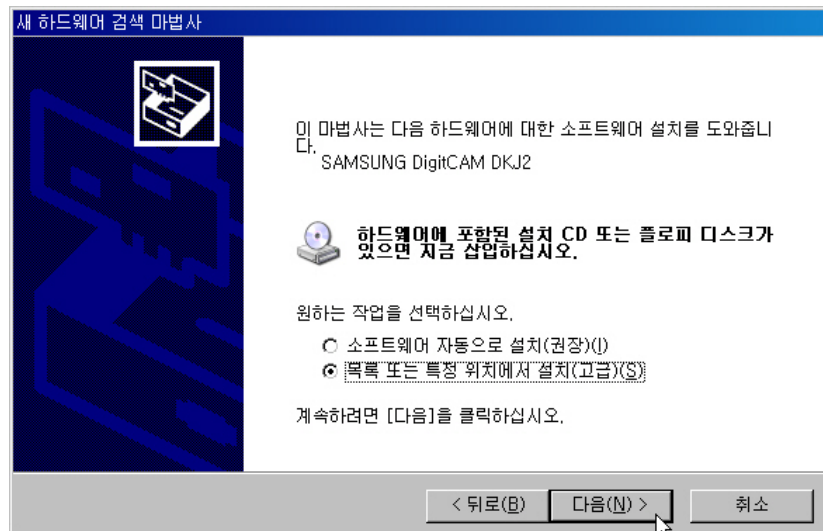 새 하드웨어 검색 마법사
이 마법사는 다음 하드웨어에 대한 소프트웨어 설치를 도와줍니
다.
SAMSUNG DigitCAM DKJ2
하드웨어에 포함된 설치 CD 또는 플로피 디스크가
있으면 지금 삽입하십시오.
원하는 작업을 선택하십시오.
소프트웨어 자동으로 설치(권장)(I)
목록 또는 특정 위치에서 설치(고급)(S)
계속하려면 [다음]을 클릭하십시오.
< 뒤로(B) 다음(N) > 취소